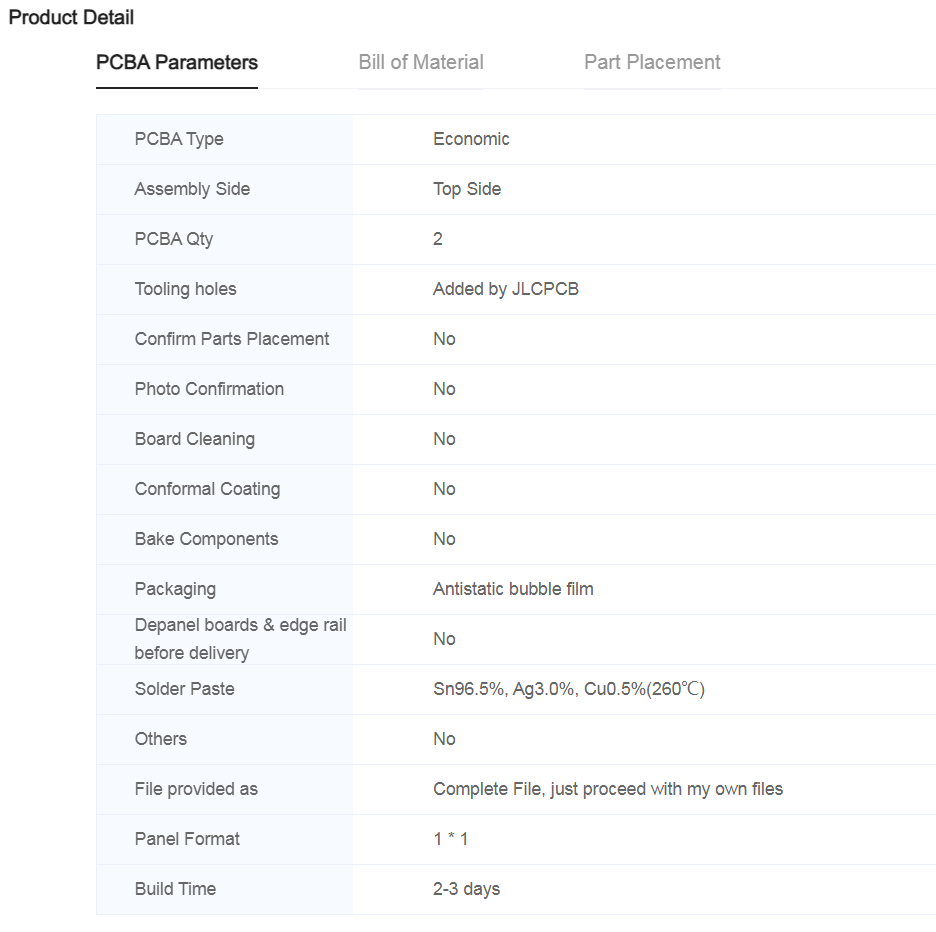 Product Detail
PCBA Parameters Bill of Material Part Placement
PCBA Type Economic
Assembly Side Top Side
PCBA Qty 2
Tooling holes Added by JLCPCB
Confirm Parts Placement No
Photo Confirmation No
Board Cleaning No
Conformal Coating No
Bake Components No
Packaging Antistatic bubble film
Depanel boards & edge rail
before delivery No
Solder Paste Sn96.5%, Ag3.0%, Cu0.5%(260℃)
Others No
File provided as Complete File, just proceed with my own files
Panel Format 1 * 1
Build Time 2-3 days